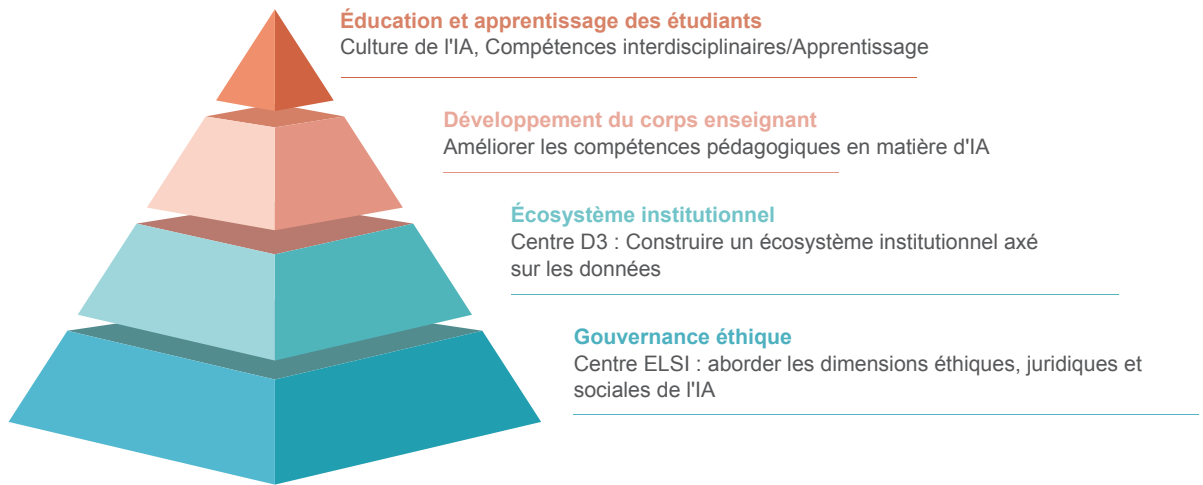 Éducation et apprentissage des étudiants
Culture de l'IA, Compétences interdisciplinaires/Apprentissage
Développement du corps enseignant
Améliorer les compétences pédagogiques en matière d'IA
Écosystème institutionnel
Centre D3 : Construire un écosystème institutionnel axé
sur les données
Gouvernance éthique
Centre ELSI : aborder les dimensions éthiques, juridiques et
sociales de l'IA